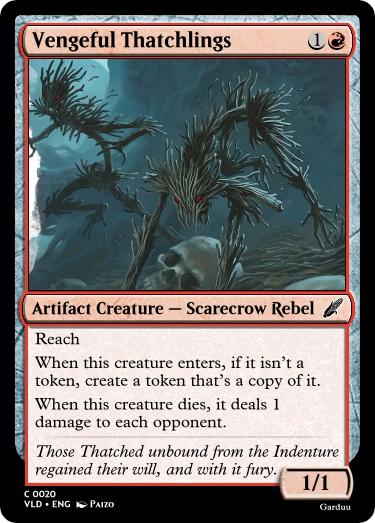 Vengeful Thatchlings 1
Artifact Creature — Scarecrow Rebel
Reach
When this creature enters, if it isn't a
token, create a token that's a copy of it.
When this creature dies, it deals 1
damage to each opponent.
Those Thatched unbound from the Indenture
regained their will, and with it fury.
1/1
C 0020
VLD • ENG Paizo
Garduu